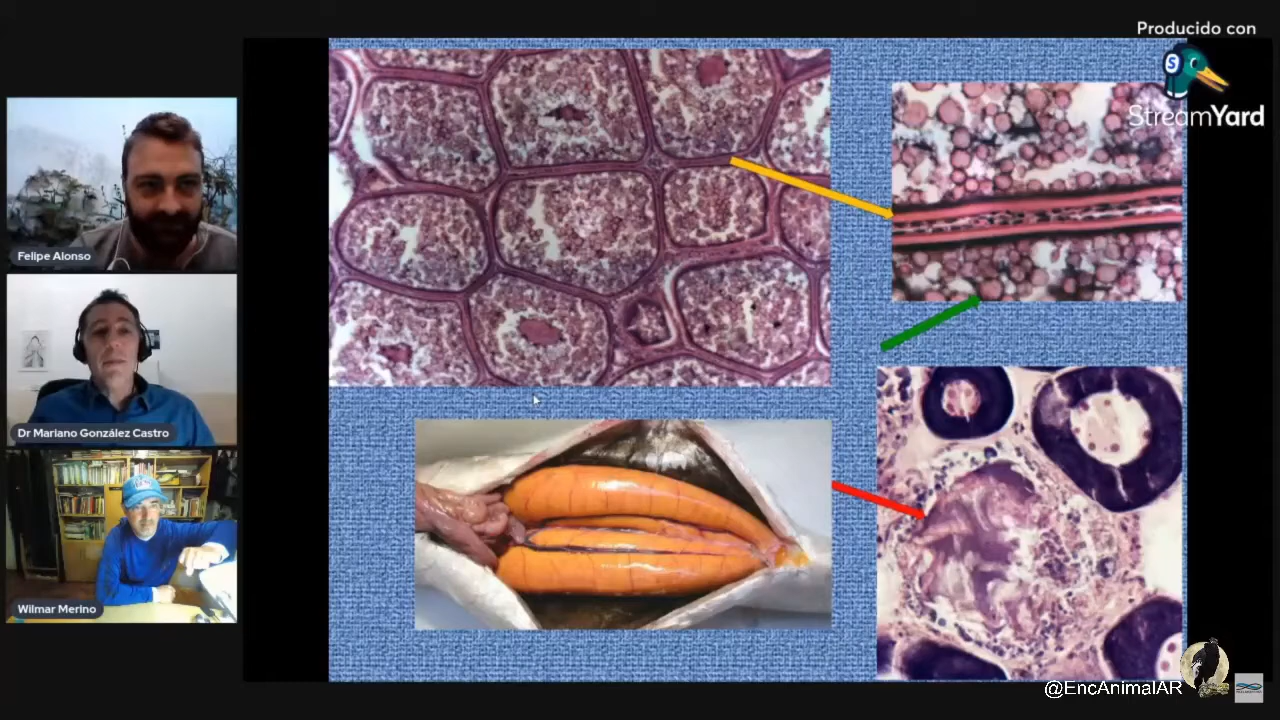 Producido con
StreamYard
Felipe Alonso
Dr Mariano González Castro
Wilmar Merino
@EncAnimalAR